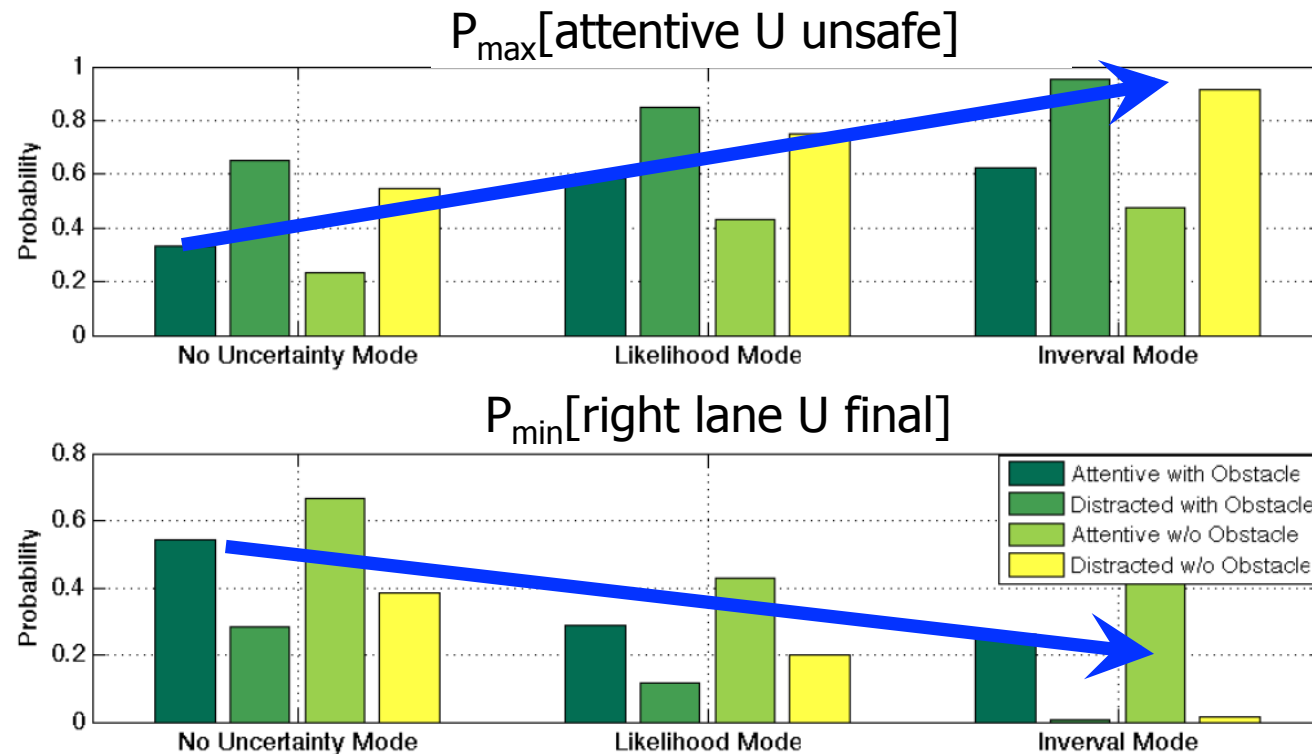 P_max[attentive U unsafe]
1
0.8
0.6
0.4
0.2
0
Probability
No Uncertainty Mode Likelihood Mode Inverval Mode
P_min[right lane U final]
0.8
0.6
0.4
0.2
0
Probability
Attentive with Obstacle
Distracted with Obstacle
Attentive w/o Obstacle
Distracted w/o Obstacle
No Uncertainty Mode Likelihood Mode Inverval Mode